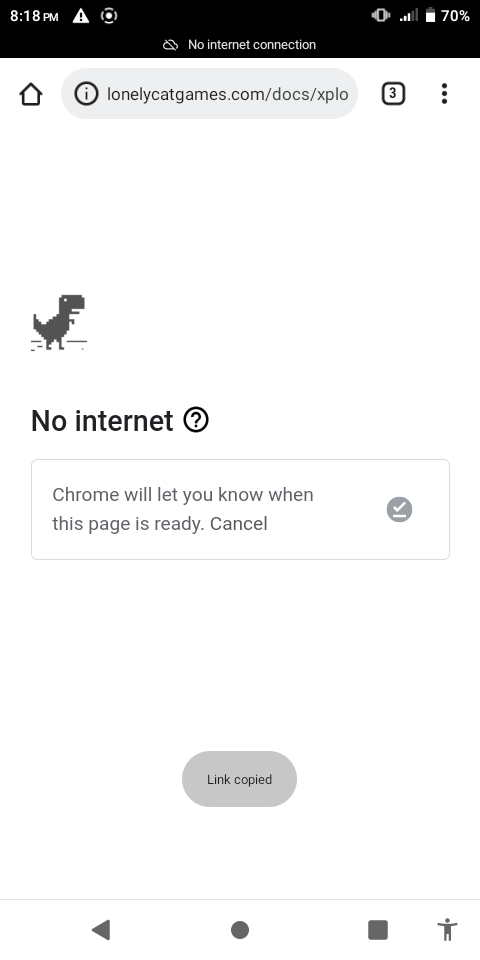 8:18 PM
70%
No internet connection
lonelycatgames.com/docs/xplo
3
No internet
Chrome will let you know when
this page is ready. Cancel
Link copied